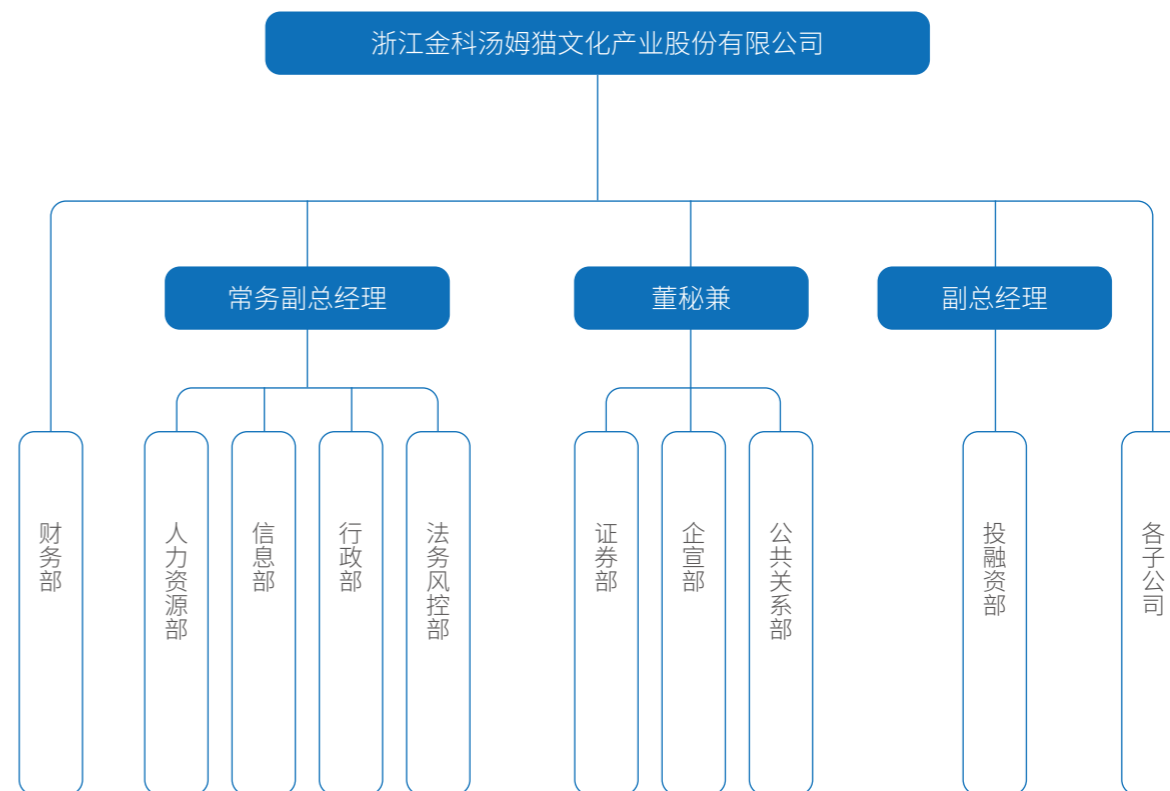 浙江金科汤姆猫文化产业股份有限公司
常务副总经理
董秘兼
副总经理
财务部
人力资源部
信息部
行政部
法务风控部
证券部
企宣部
公共关系部
投融资部
各子公司